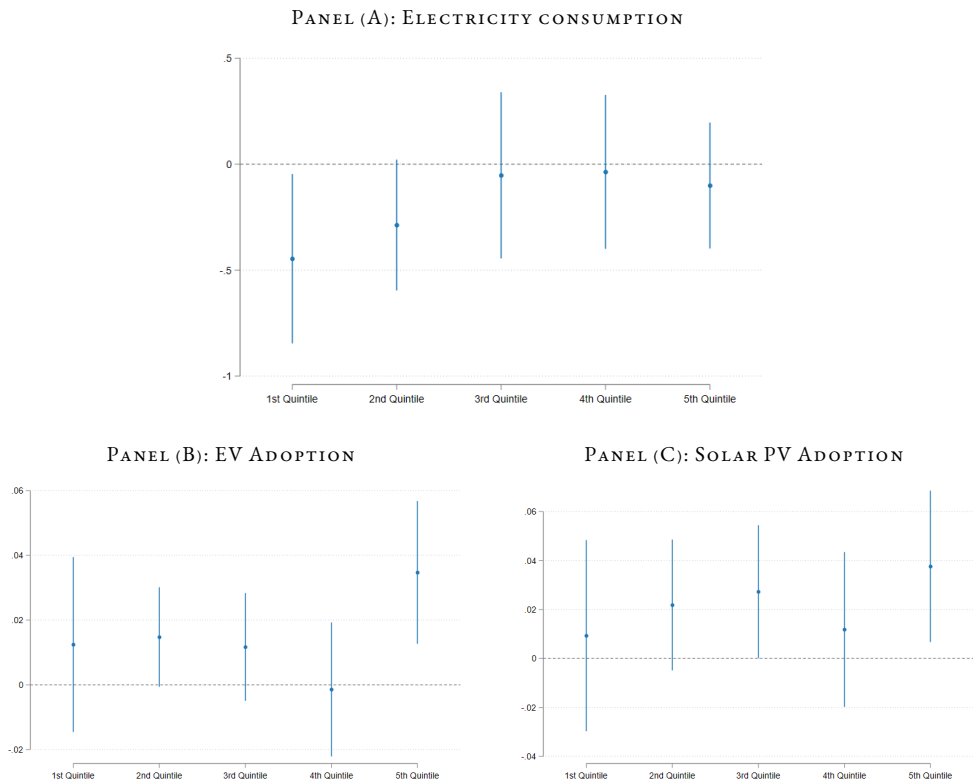 PANEL (A): ELECTRICITY CONSUMPTION
.5
0
-.5
-1
1st Quintile 2nd Quintile 3rd Quintile 4th Quintile 5th Quintile
PANEL (B): EV ADOPTION
.06
.04
.02
0
-.02
1st Quintile 2nd Quintile 3rd Quintile 4th Quintile 5th Quintile
PANEL (C): SOLAR PV ADOPTION
.06
.04
.02
0
-.02
-.04
1st Quintile 2nd Quintile 3rd Quintile 4th Quintile 5th Quintile